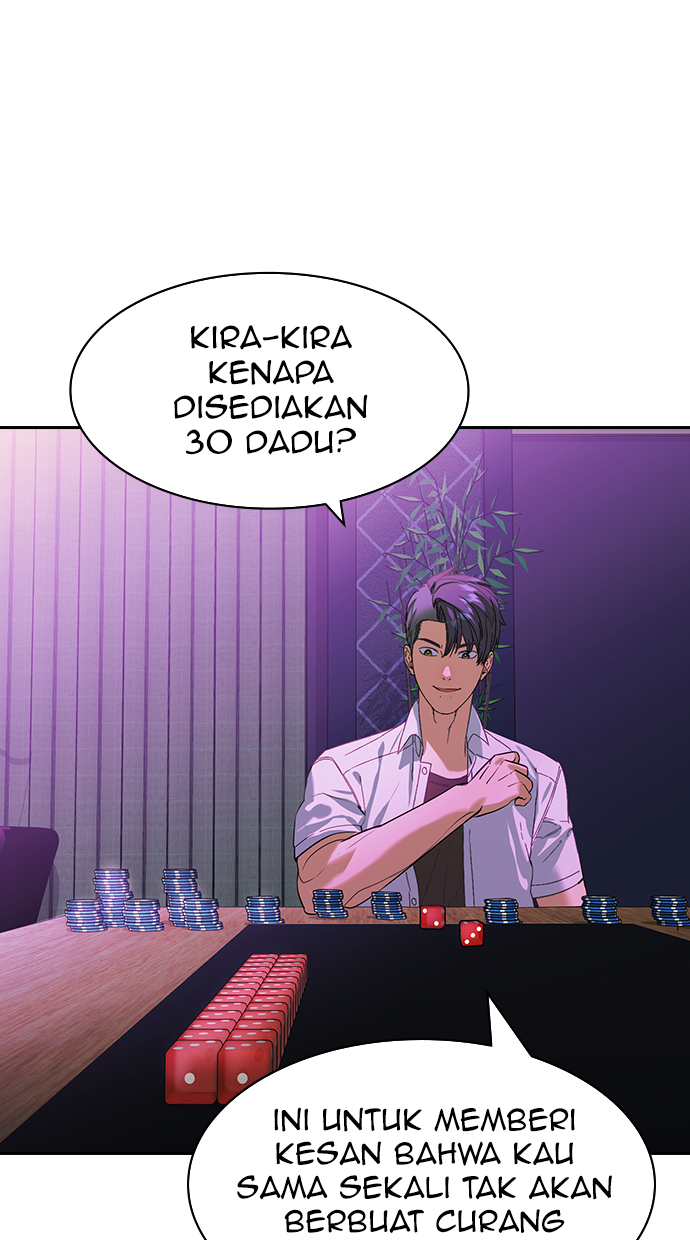 KIRA-KIRA
KENAPA
DISEDIAKAN
30 DADU?
INI UNTUK MEMBERI
KESAN BAHWA KAU
SAMA SEKALI TAK AKAN
BERBUAT CURANG